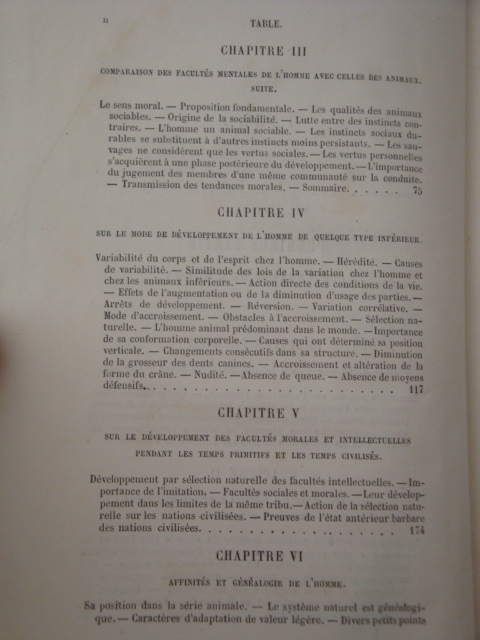 II
TABLE.
CHAPITRE III
COMPARAISON DES FACULTÉS MENTALES DE L'HOMME AVEC CELLES DES ANIMAUX.
SUITE.
Le sens moral. — Proposition fondamentale. — Les qualités des animaux
sociables. — Origine de la sociabilité. — Lutte entre des instincts con-
traires. — L'homme un animal sociable. — Les instincts sociaux du-
rables se substituent à d'autres instincts moins persistants. — Les sau-
vages ne considèrent que les vertus sociales. — Les vertus personnelles
s'acquièrent à une phase postérieure du développement. — L'importance
du jugement des membres d'une même communauté sur la conduite.
— Transmission des tendances morales. — Sommaire. . . . . . 75
CHAPITRE IV
SUR LE MODE DE DÉVELOPPEMENT DE L'HOMME DE QUELQUE TYPE INFÉRIEUR.
Variabilité du corps et de l'esprit chez l'homme. — Hérédité. — Causes
de variabilité. — Similitude des lois de la variation chez l'homme et
chez les animaux inférieurs. — Action directe des conditions de la vie.
— Effets de l'augmentation ou de la diminution d'usage des parties. —
Arrêts de développement. — Réversion. — Variation corrélative. —
Mode d'accroissement. — Obstacles à l'accroissement. — Sélection na-
turelle. — L'homme animal prédominant dans le monde. — Importance
de sa conformation corporelle. — Causes qui ont déterminé sa position
verticale. — Changements consécutifs dans sa structure. — Diminution
de la grosseur des dents canines. — Accroissement et altération de la
forme du crâne. — Nudité. — Absence de queue. — Absence de moyens
défensifs. . . . . . . . . . . . . . . . . . . . . . . . 117
CHAPITRE V
SUR LE DÉVELOPPEMENT DES FACULTÉS MORALES ET INTELLECTUELLES
PENDANT LES TEMPS PRIMITIFS ET LES TEMPS CIVILISÉS.
Développement par sélection naturelle des facultés intellectuelles. — Im-
portance de l'imitation. — Facultés sociales et morales. — Leur dévelop-
pement dans les limites de la même tribu. — Action de la sélection natu-
relle sur les nations civilisées. — Preuves de l'état antérieur barbare
des nations civilisées. . . . . . . . . . . . . . . . . . 174
CHAPITRE VI
AFFINITÉS ET GÉNÉALOGIE DE L'HOMME.
Sa position dans la série animale. — Le système naturel est généalogi-
que. — Caractères d'adaptation de valeur légère. — Divers petits points